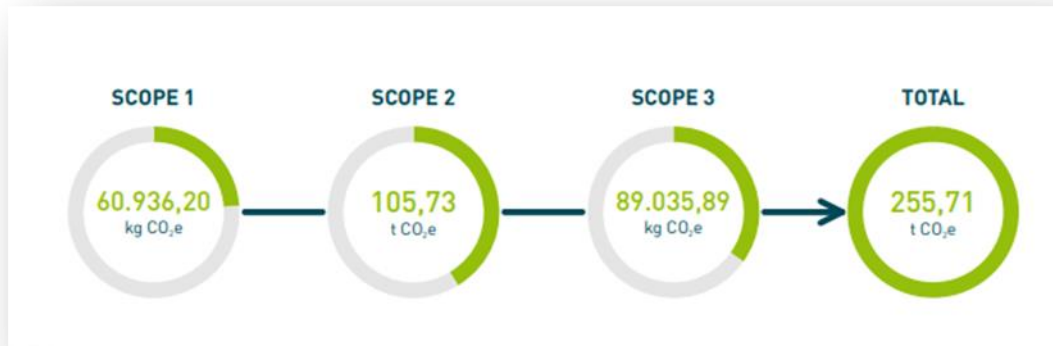 SCOPE 1
60.936,20
kg CO₂e
SCOPE 2
105,73
t CO₂e
SCOPE 3
89.035,89
kg CO₂e
TOTAL
255,71
t CO₂e